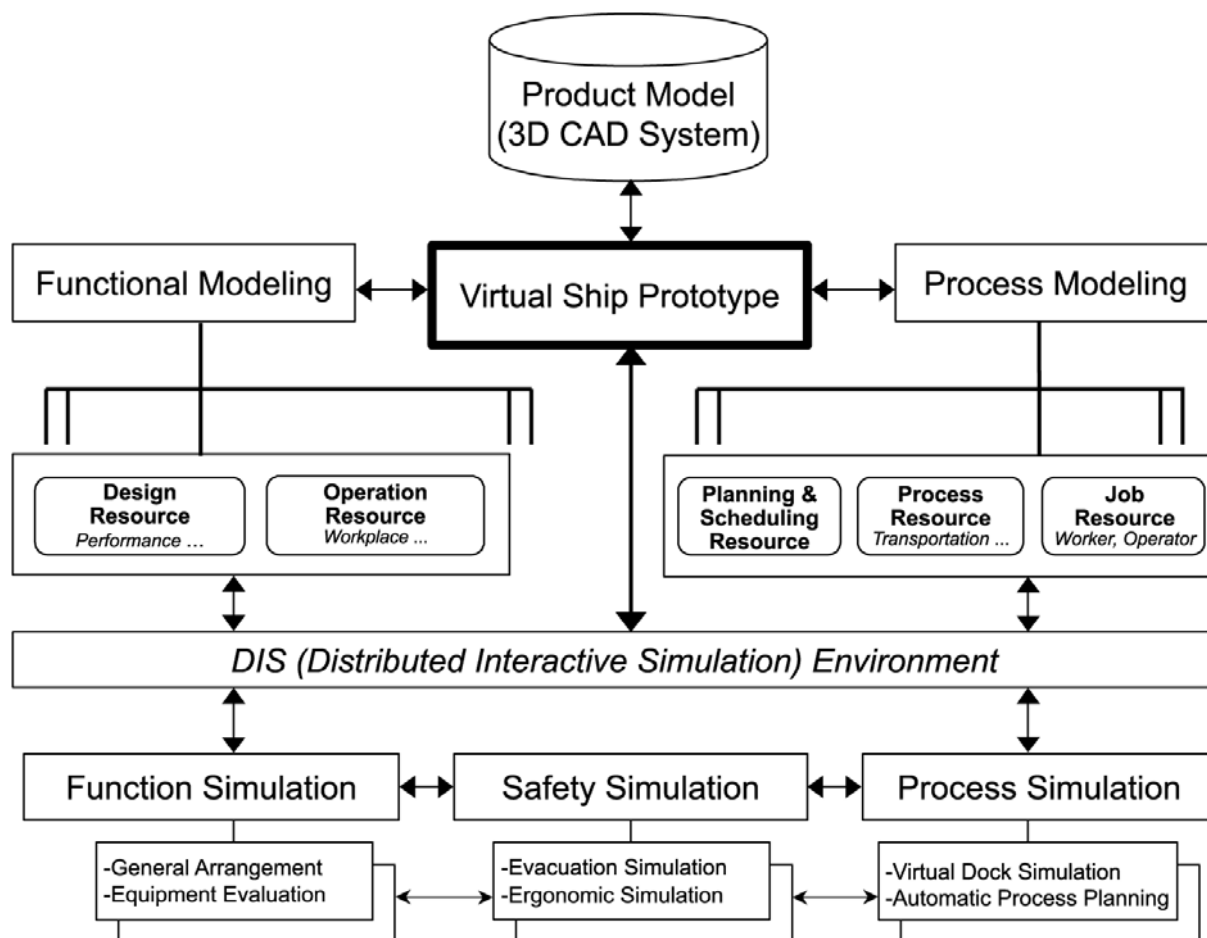 Product Model
(3D CAD System)
Functional Modeling
Virtual Ship Prototype
Process Modeling
Design
Resource
Performance ...
Operation
Resource
Workplace ...
Planning &
Scheduling
Resource
Process
Resource
Transportation ...
Job
Resource
Worker, Operator
DIS (Distributed Interactive Simulation) Environment
Function Simulation
Safety Simulation
Process Simulation
-General Arrangement
-Equipment Evaluation
-Evacuation Simulation
-Ergonomic Simulation
-Virtual Dock Simulation
-Automatic Process Planning